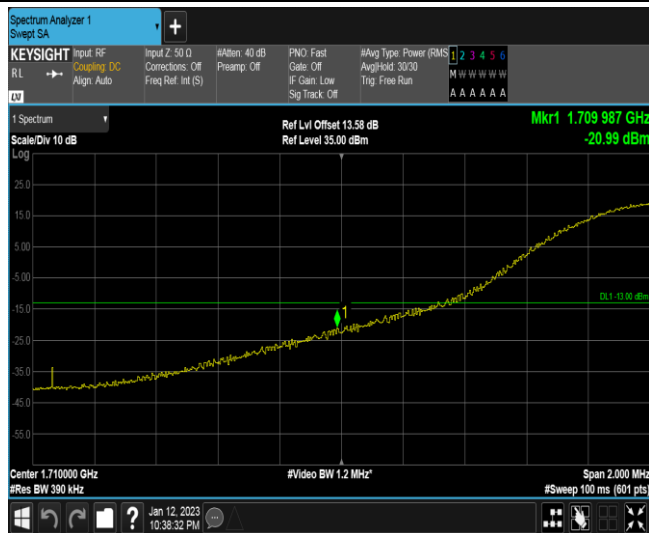 Spectrum Analyzer 1
Swept SA
+
KEYSIGHT
RL
LXI
Input: RF
Coupling: DC
Align: Auto
Input Z: 50 Ω
Corrections: Off
Freq Ref: Int (S)
#Atten: 40 dB
Preamp: Off
PNO: Fast
Gate: Off
IF Gain: Low
Sig Track: Off
#Avg Type: Power (RMS
Avg|Hold: 30/30
Trig: Free Run
1 2 3 4 5 6
M W W W W W
A A A A A A
1 Spectrum
Scale/Div 10 dB
Ref Lvl Offset 13.58 dB
Ref Level 35.00 dBm
Mkr1 1.709 987 GHz
-20.99 dBm
Log
25.0
15.0
5.00
-5.00
-15.0
-25.0
-35.0
-45.0
-55.0
1
DL1 -13.00 dBm
Center 1.710000 GHz
#Res BW 390 kHz
#Video BW 1.2 MHz*
Span 2.000 MHz
#Sweep 100 ms (601 pts)
?
Jan 12, 2023
10:38:32 PM